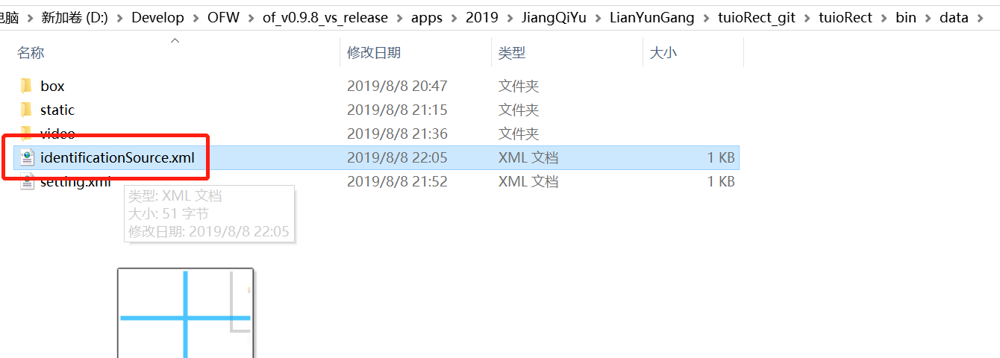 电脑 > 新加卷 (D:) > Develop > OFW > of_v0.9.8_vs_release > apps > 2019 > JiangQiYu > LianYunGang > tuioRect_git > tuioRect > bin > data >
名称 修改日期 类型 大小
box 2019/8/8 20:47 文件夹
static 2019/8/8 21:15 文件夹
video 2019/8/8 21:36 文件夹
identificationSource.xml 2019/8/8 22:05 XML 文档 1 KB
setting.xml 2019/8/8 21:52 XML 文档 1 KB
类型: XML 文档
大小: 51 字节
修改日期: 2019/8/8 22:05